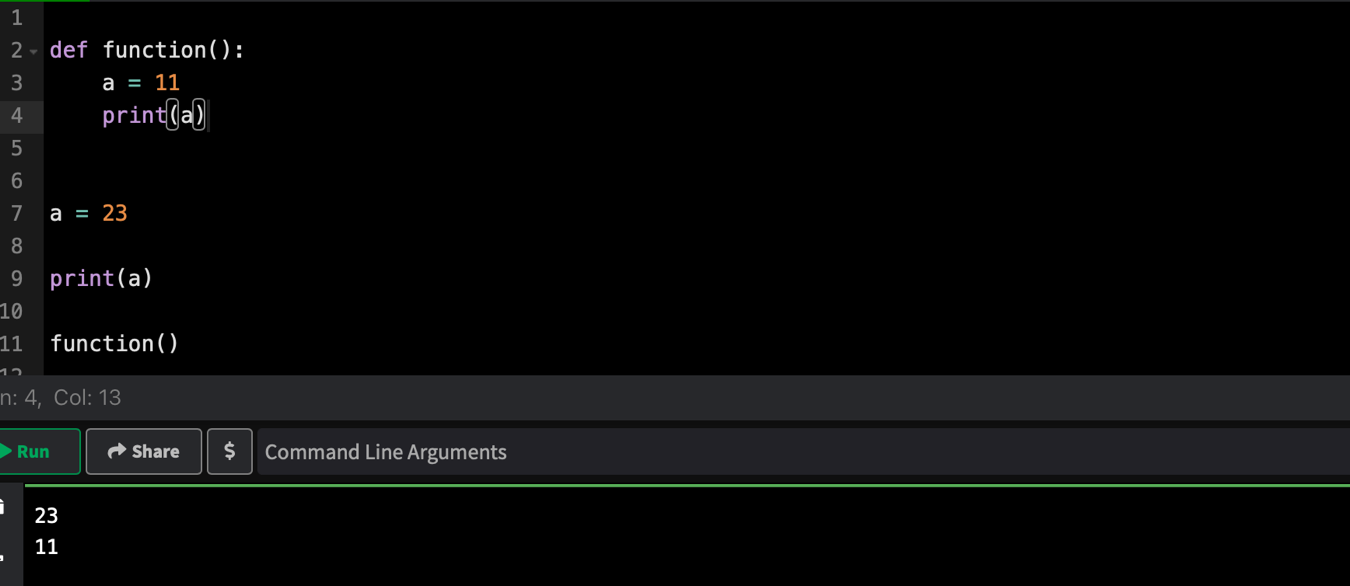 1
2 def function():
3     a = 11
4     print(a)
5
6
7 a = 23
8
9 print(a)
10
11 function()
12
n: 4, Col: 13
Run Share $ Command Line Arguments
23
11